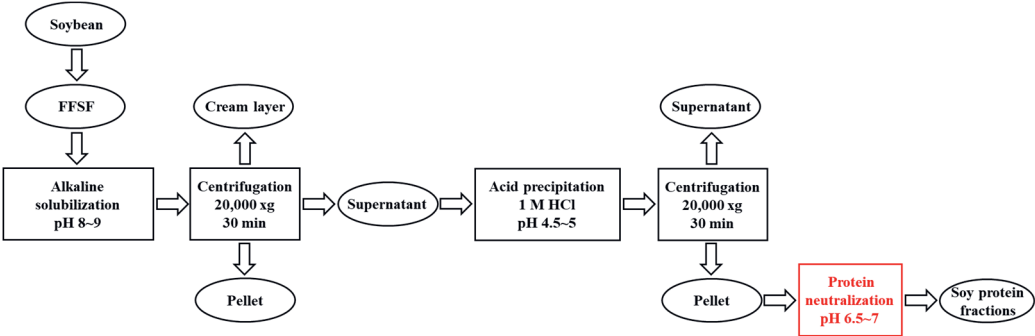 Soybean
FFSF
Alkaline
solubilization
pH 8~9
Cream layer
Centrifugation
20,000 xg
30 min
Pellet
Supernatant
Acid precipitation
1 M HCl
pH 4.5~5
Supernatant
Centrifugation
20,000 xg
30 min
Pellet
Protein
neutralization
pH 6.5~7
Soy protein
fractions